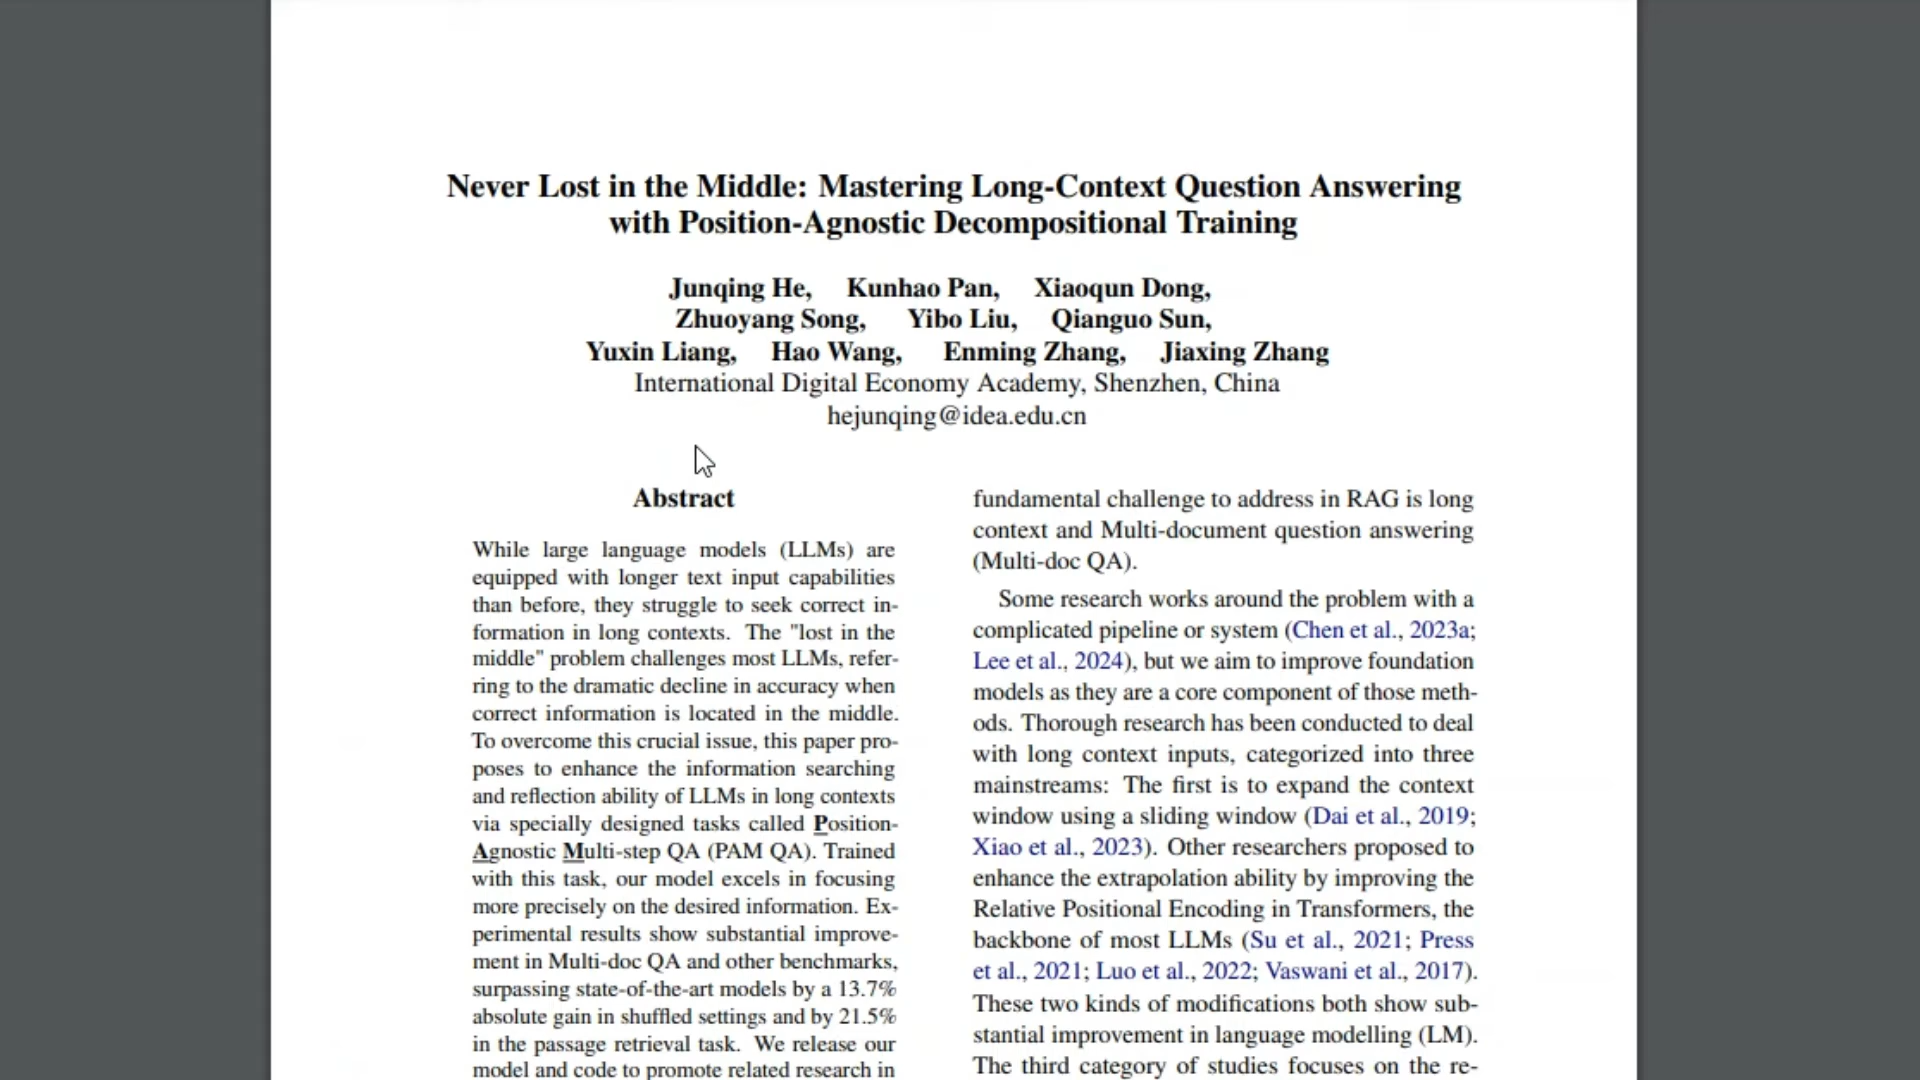 Never Lost in the Middle: Mastering Long-Context Question Answering
with Position-Agnostic Decompositional Training
Junqing He, Kunhao Pan, Xiaoqun Dong,
Zhuoyang Song, Yibo Liu, Qianguo Sun,
Yuxin Liang, Hao Wang, Enming Zhang, Jiaxing Zhang
International Digital Economy Academy, Shenzhen, China
hejunqing@idea.edu.cn
Abstract
While large language models (LLMs) are
equipped with longer text input capabilities
than before, they struggle to seek correct in-
formation in long contexts. The "lost in the
middle" problem challenges most LLMs, refer-
ring to the dramatic decline in accuracy when
correct information is located in the middle.
To overcome this crucial issue, this paper pro-
poses to enhance the information searching
and reflection ability of LLMs in long contexts
via specially designed tasks called Position-
Agnostic Multi-step QA (PAM QA). Trained
with this task, our model excels in focusing
more precisely on the desired information. Ex-
perimental results show substantial improve-
ment in Multi-doc QA and other benchmarks,
surpassing state-of-the-art models by a 13.7%
absolute gain in shuffled settings and by 21.5%
in the passage retrieval task. We release our
model and code to promote related research in
fundamental challenge to address in RAG is long
context and Multi-document question answering
(Multi-doc QA).
Some research works around the problem with a
complicated pipeline or system (Chen et al., 2023a;
Lee et al., 2024), but we aim to improve foundation
models as they are a core component of those meth-
ods. Thorough research has been conducted to deal
with long context inputs, categorized into three
mainstreams: The first is to expand the context
window using a sliding window (Dai et al., 2019;
Xiao et al., 2023). Other researchers proposed to
enhance the extrapolation ability by improving the
Relative Positional Encoding in Transformers, the
backbone of most LLMs (Su et al., 2021; Press
et al., 2021; Luo et al., 2022; Vaswani et al., 2017).
These two kinds of modifications both show sub-
stantial improvement in language modelling (LM).
The third category of studies focuses on the re-